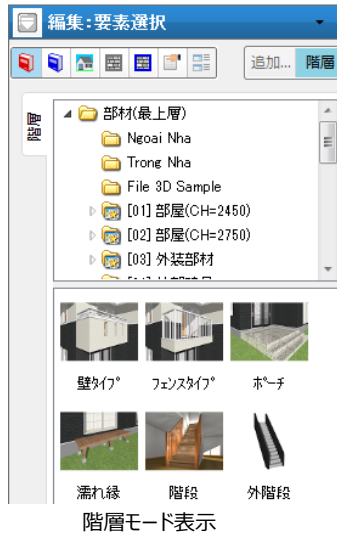 編集:要素選択
追加... 階層
階層
部材(最上層)
Ngoai Nha
Trong Nha
File 3D Sample
[01] 部屋(CH=2450)
[02] 部屋(CH=2750)
[03] 外装部材
壁ﾀｲﾌﾟ ﾌｪﾝｽﾀｲﾌﾟ ﾎﾟｰﾁ
濡れ縁 階段 外階段
階層モード表示